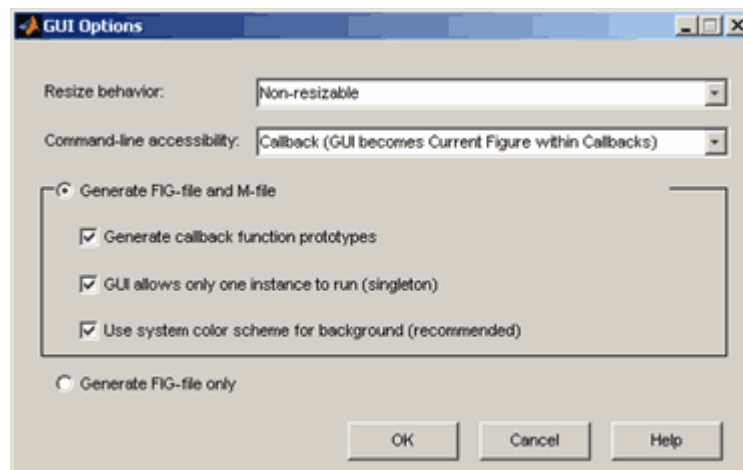 GUI Options
Resize behavior: Non-resizable
Command-line accessibility: Callback (GUI becomes Current Figure within Callbacks)
Generate FIG-file and M-file
Generate callback function prototypes
GUI allows only one instance to run (singleton)
Use system color scheme for background (recommended)
Generate FIG-file only
OK Cancel Help